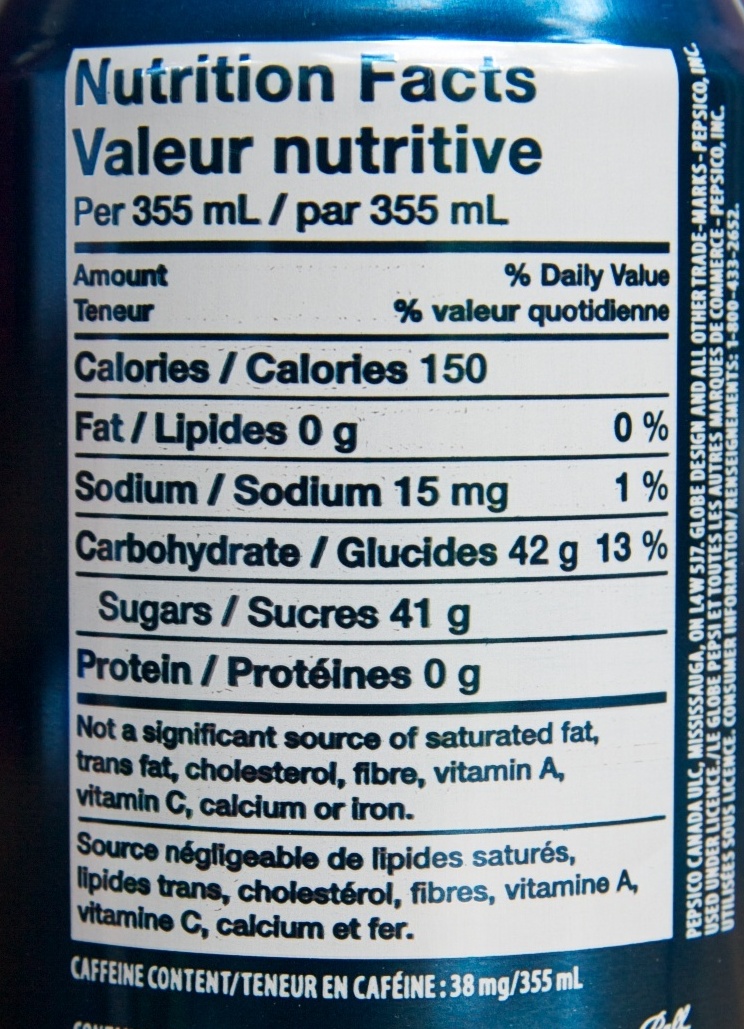 Nutrition Facts
Valeur nutritive
Per 355 mL / par 355 mL
Amount % Daily Value
Teneur % valeur quotidienne
Calories / Calories 150
Fat / Lipides 0 g 0 %
Sodium / Sodium 15 mg 1 %
Carbohydrate / Glucides 42 g 13 %
Sugars / Sucres 41 g
Protein / Protéines 0 g
Not a significant source of saturated fat,
trans fat, cholesterol, fibre, vitamin A,
vitamin C, calcium or iron.
Source négligeable de lipides saturés,
lipides trans, cholestérol, fibres, vitamine A,
vitamine C, calcium et fer.
CAFFEINE CONTENT/TENEUR EN CAFÉINE : 38 mg/355 mL
PEPSICO CANADA ULC, MISSISSAUGA, ON L4W 5J7. GLOBE DESIGN AND ALL OTHER TRADE-MARKS - PEPSICO, INC.
USED UNDER LICENCE./LE GLOBE PEPSI ET TOUTES LES AUTRES MARQUES DE COMMERCE - PEPSICO, INC.
UTILISÉES SOUS LICENCE. CONSUMER INFORMATION/RENSEIGNEMENTS: 1-800-433-2652.